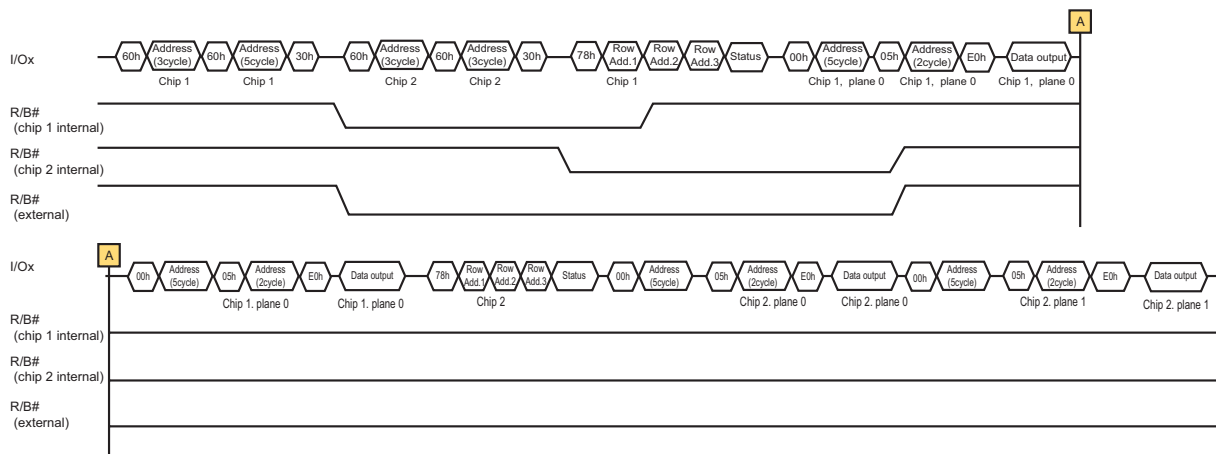 A
I/Ox
60h Address (3cycle) 60h Address (5cycle) 30h 60h Address (3cycle) 60h Address (3cycle) 30h 78h Row Add.1 Row Add.2 Row Add.3 Status 00h Address (5cycle) 05h Address (2cycle) E0h Data output
Chip 1 Chip 1 Chip 2 Chip 2 Chip 1 Chip 1, plane 0 Chip 1, plane 0 Chip 1, plane 0
R/B#
(chip 1 internal)
R/B#
(chip 2 internal)
R/B#
(external)
A
I/Ox
00h Address (5cycle) 05h Address (2cycle) E0h Data output 78h Row Add.1 Row Add.2 Row Add.3 Status 00h Address (5cycle) 05h Address (2cycle) E0h Data output 00h Address (5cycle) 05h Address (2cycle) E0h Data output
Chip 1. plane 0 Chip 1. plane 0 Chip 2 Chip 2. plane 0 Chip 2. plane 0 Chip 2. plane 1 Chip 2. plane 1
R/B#
(chip 1 internal)
R/B#
(chip 2 internal)
R/B#
(external)